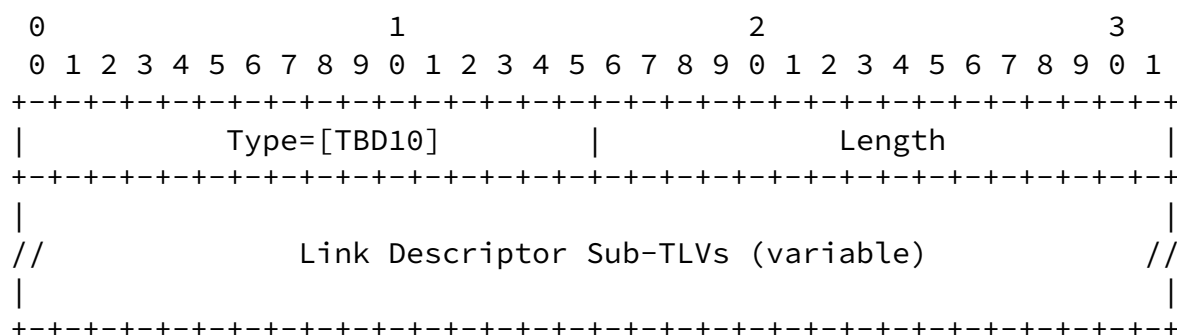 0                   1                   2                   3
 0 1 2 3 4 5 6 7 8 9 0 1 2 3 4 5 6 7 8 9 0 1 2 3 4 5 6 7 8 9 0 1
+-+-+-+-+-+-+-+-+-+-+-+-+-+-+-+-+-+-+-+-+-+-+-+-+-+-+-+-+-+-+-+-+
|           Type=[TBD10]        |             Length            |
+-+-+-+-+-+-+-+-+-+-+-+-+-+-+-+-+-+-+-+-+-+-+-+-+-+-+-+-+-+-+-+-+
|                                                               |
//              Link Descriptor Sub-TLVs (variable)            //
|                                                               |
+-+-+-+-+-+-+-+-+-+-+-+-+-+-+-+-+-+-+-+-+-+-+-+-+-+-+-+-+-+-+-+-+